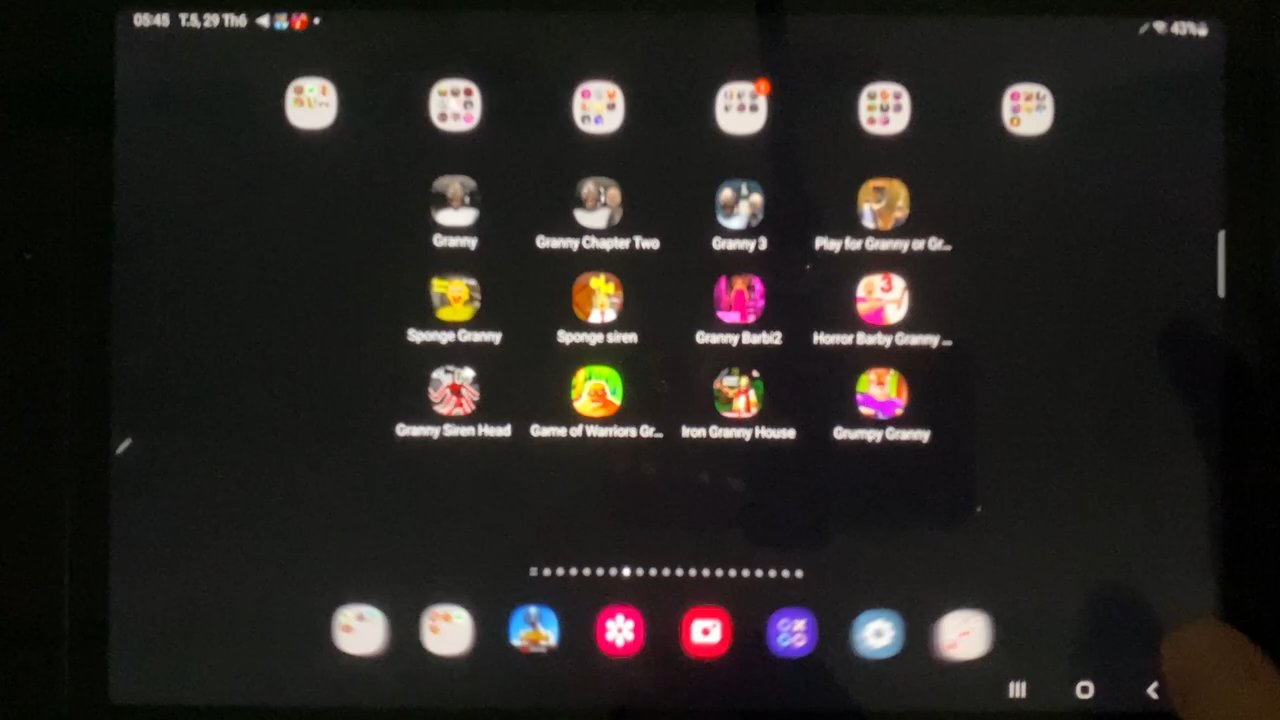 05:45 T.5, 29 Th6
43%
Granny
Granny Chapter Two
Granny 3
Play for Granny or Gr...
Sponge Granny
Sponge siren
Granny Barbi2
3
Horror Barby Granny ...
Granny Siren Head
Game of Warriors Gr...
Iron Granny House
Grumpy Granny